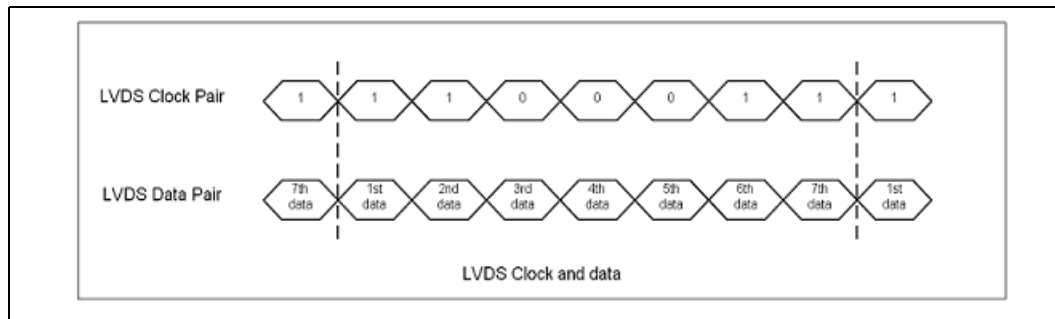 LVDS Clock Pair 1 1 1 0 0 0 1 1 1
LVDS Data Pair 7th data 1st data 2nd data 3rd data 4th data 5th data 6th data 7th data 1st data
LVDS Clock and data